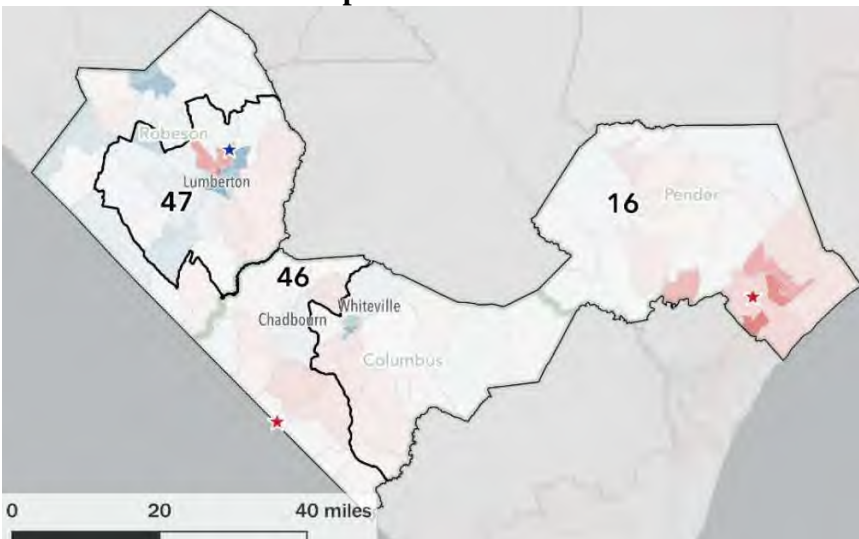 Robeson
Lumberton
47
16
Pender
46
Whiteville
Chadbourn
Columbus
0 20 40 miles